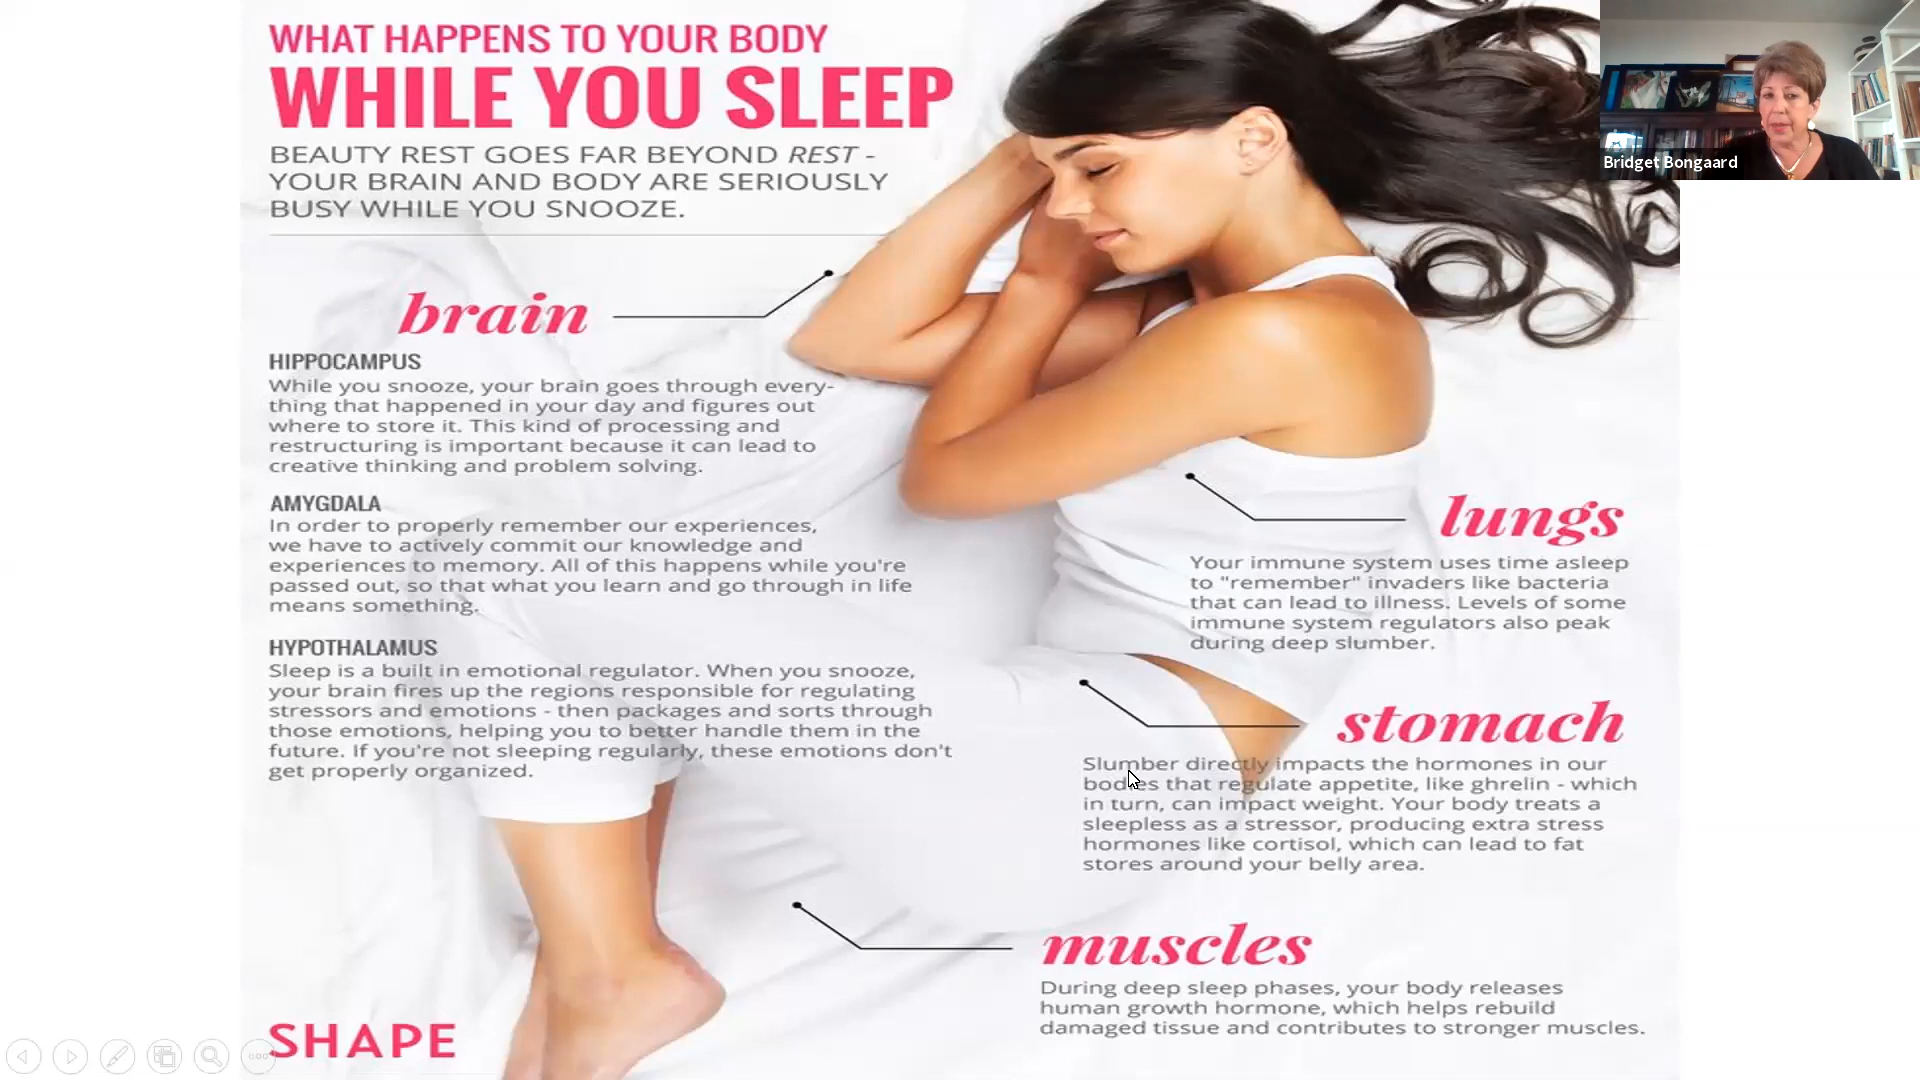 WHAT HAPPENS TO YOUR BODY
WHILE YOU SLEEP
BEAUTY REST GOES FAR BEYOND REST -
YOUR BRAIN AND BODY ARE SERIOUSLY
BUSY WHILE YOU SNOOZE.
Bridget Bongaard
brain
HIPPOCAMPUS
While you snooze, your brain goes through every-
thing that happened in your day and figures out
where to store it. This kind of processing and
restructuring is important because it can lead to
creative thinking and problem solving.
AMYGDALA
In order to properly remember our experiences,
we have to actively commit our knowledge and
experiences to memory. All of this happens while you're
passed out, so that what you learn and go through in life
means something.
HYPOTHALAMUS
Sleep is a built in emotional regulator. When you snooze,
your brain fires up the regions responsible for regulating
stressors and emotions - then packages and sorts through
those emotions, helping you to better handle them in the
future. If you're not sleeping regularly, these emotions don't
get properly organized.
lungs
Your immune system uses time asleep
to "remember" invaders like bacteria
that can lead to illness. Levels of some
immune system regulators also peak
during deep slumber.
stomach
Slumber directly impacts the hormones in our
bodies that regulate appetite, like ghrelin - which
in turn, can impact weight. Your body treats a
sleepless as a stressor, producing extra stress
hormones like cortisol, which can lead to fat
stores around your belly area.
muscles
During deep sleep phases, your body releases
human growth hormone, which helps rebuild
damaged tissue and contributes to stronger muscles.
SHAPE